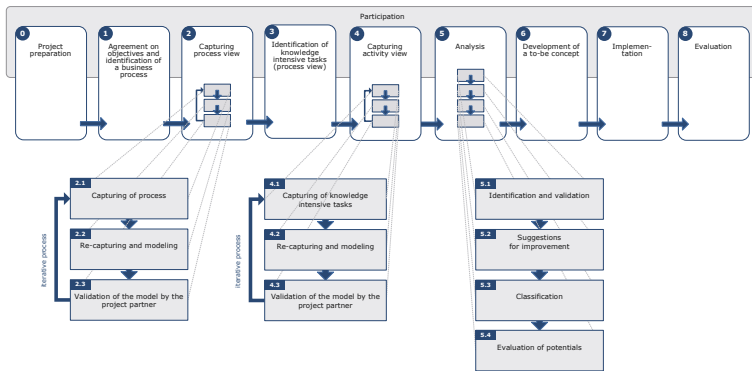 Participation
0
Project
preparation
1
Agreement on
objectives and
identification of
a business
process
2
Capturing
process view
3
Identification of
knowledge
intensive tasks
(process view)
4
Capturing
activity view
5
Analysis
6
Development of
a to-be concept
7
Implemen-
tation
8
Evaluation
2.1
Capturing of process
2.2
Re-capturing and modeling
2.3
Validation of the model by the
project partner
iterative process
4.1
Capturing of knowledge
intensive tasks
4.2
Re-capturing and modeling
4.3
Validation of the model by the
project partner
iterative process
5.1
Identification and validation
5.2
Suggestions
for improvement
5.3
Classification
5.4
Evaluation of potentials